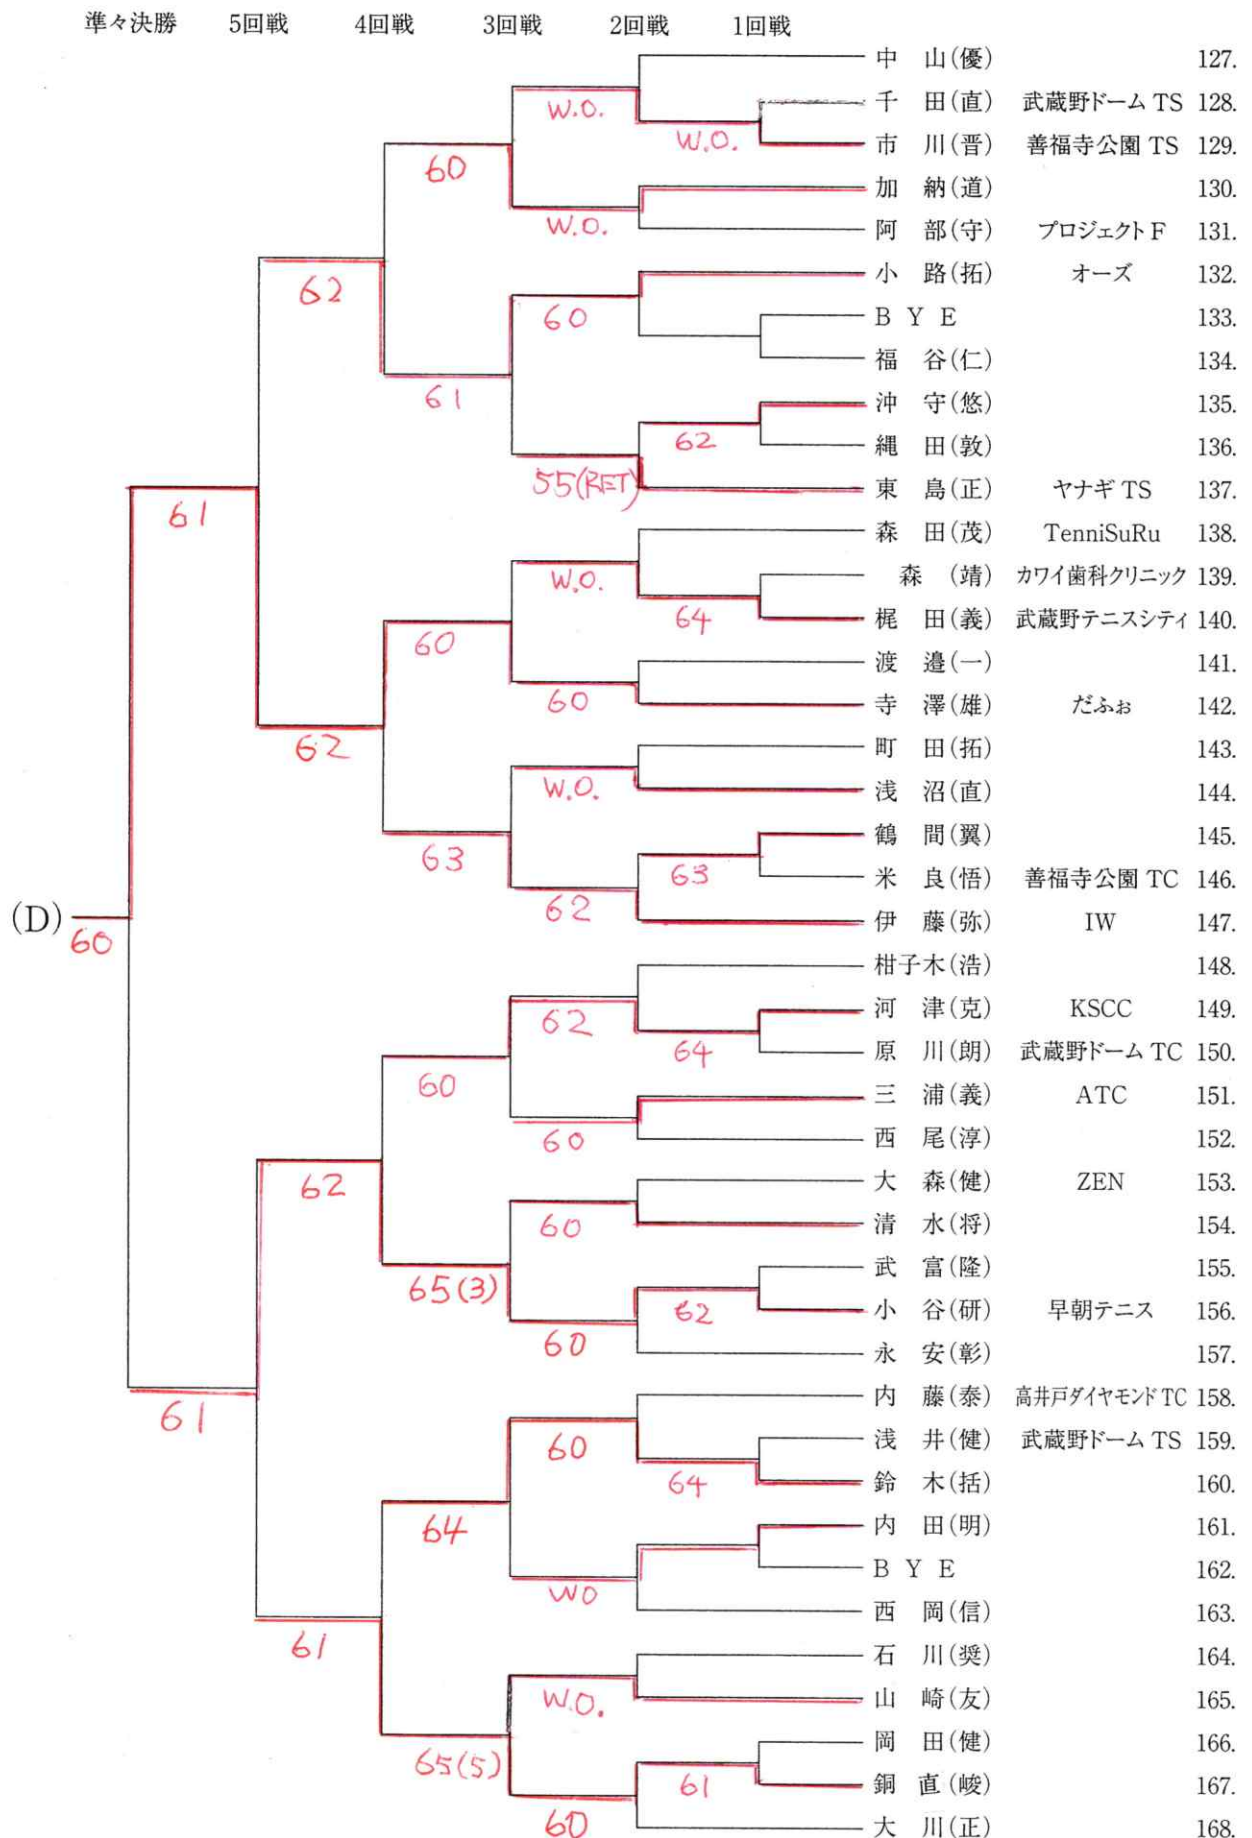 準々決勝 5回戦 4回戦 3回戦 2回戦 1回戦
中 山(優) 127.
W.O. 千 田(直) 武蔵野ドーム TS 128.
60 W.O. 市 川(晋) 善福寺公園 TS 129.
加 納(道) 130.
W.O. 阿 部(守) プロジェクト F 131.
62 小 路(拓) オーズ 132.
60 B Y E 133.
福 谷(仁) 134.
61 沖 守(悠) 135.
62 縄 田(敦) 136.
61 55(RET) 東 島(正) ヤナギ TS 137.
森 田(茂) TenniSuRu 138.
W.O. 森 (靖) カワイ歯科クリニック 139.
60 64 梶 田(義) 武蔵野テニスシティ 140.
渡 邉(一) 141.
60 寺 澤(雄) だふぉ 142.
62 町 田(拓) 143.
W.O. 浅 沼(直) 144.
63 鶴 間(翼) 145.
63 米 良(悟) 善福寺公園 TC 146.
(D) 60 62 伊 藤(弥) IW 147.
柑子木(浩) 148.
62 河 津(克) KSCC 149.
64 原 川(朗) 武蔵野ドーム TC 150.
60 三 浦(義) ATC 151.
60 西 尾(淳) 152.
62 大 森(健) ZEN 153.
60 清 水(将) 154.
武 富(隆) 155.
65(3) 62 小 谷(研) 早朝テニス 156.
60 永 安(彰) 157.
61 内 藤(泰) 高井戸ダイヤモンド TC 158.
60 浅 井(健) 武蔵野ドーム TS 159.
64 鈴 木(括) 160.
64 内 田(明) 161.
B Y E 162.
WO 西 岡(信) 163.
61 石 川(奨) 164.
W.O. 山 崎(友) 165.
岡 田(健) 166.
65(5) 61 銅 直(峻) 167.
60 大 川(正) 168.